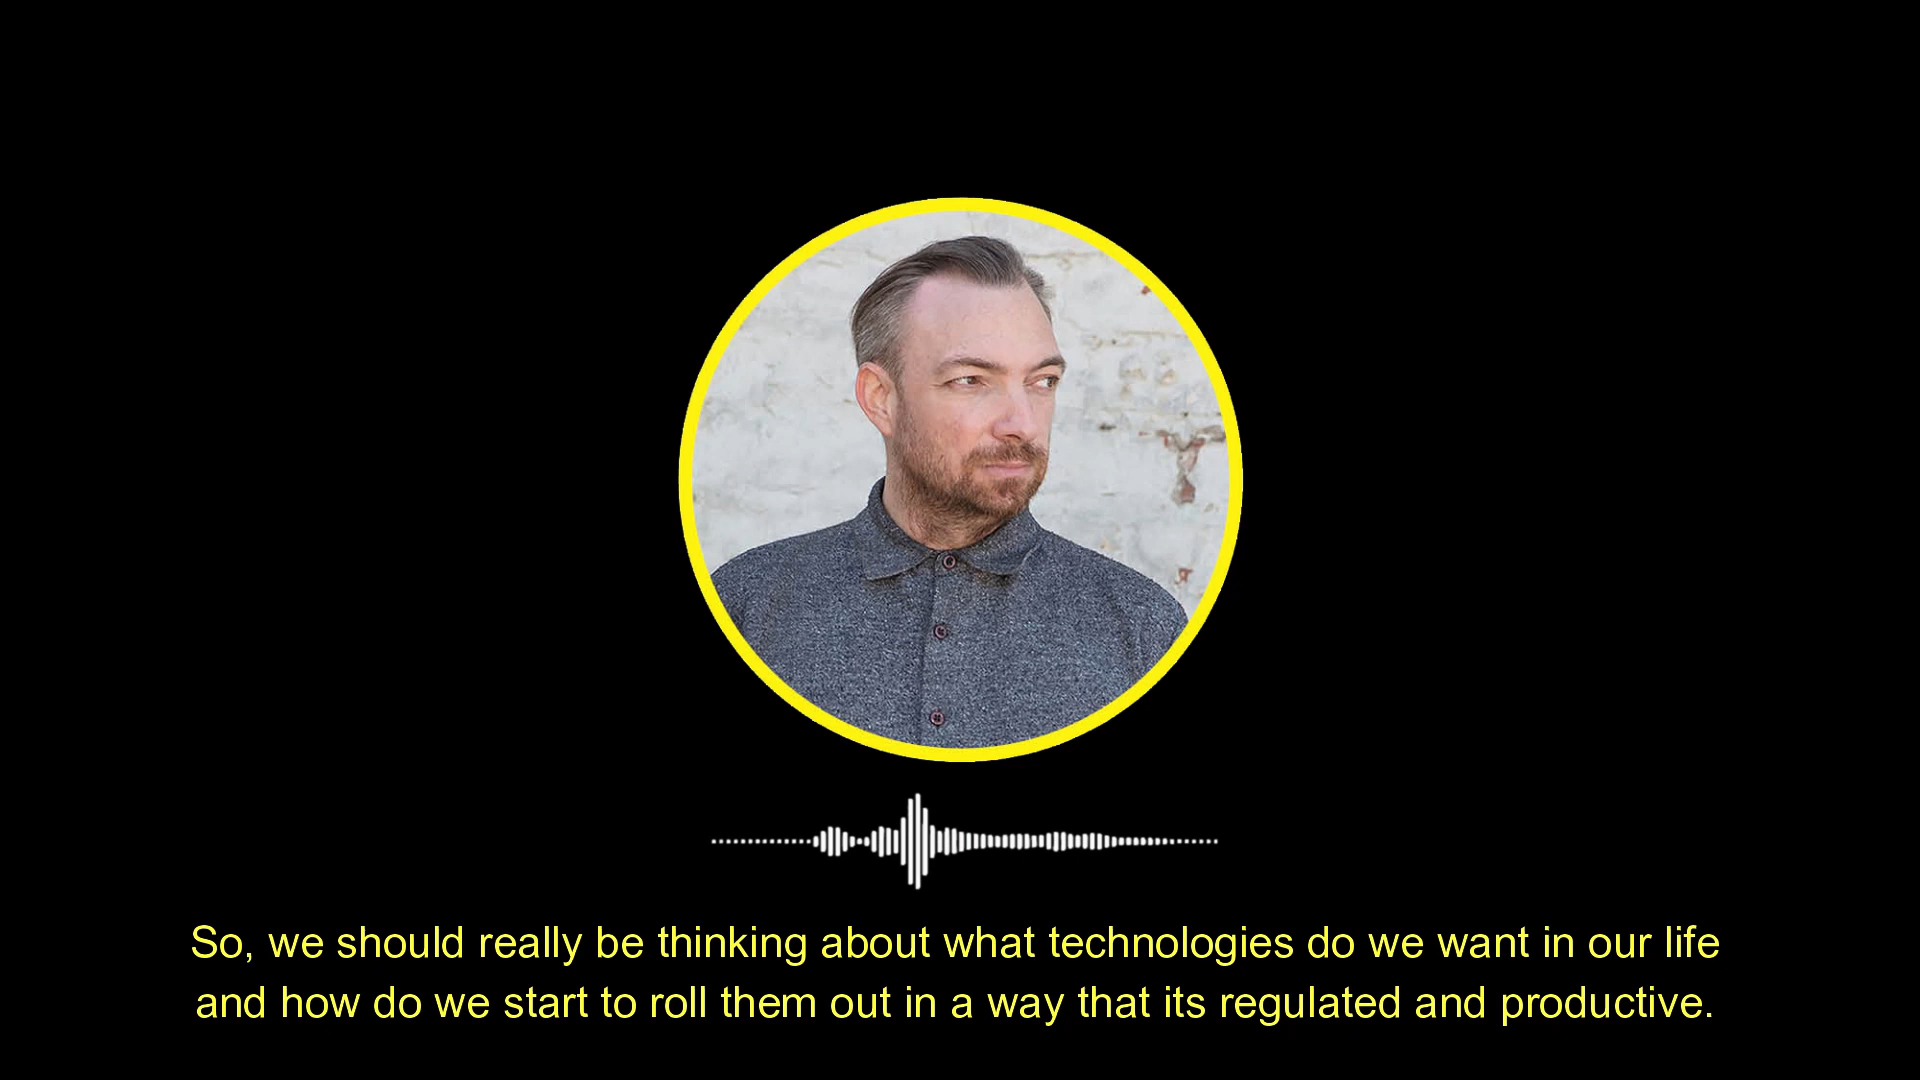 So, we should really be thinking about what technologies do we want in our life
and how do we start to roll them out in a way that its regulated and productive.